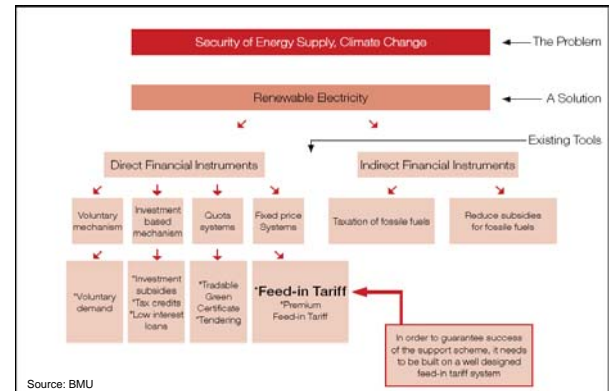 Security of Energy Supply, Climate Change
The Problem
Renewable Electricity
A Solution
Existing Tools
Direct Financial Instruments
Indirect Financial Instruments
Voluntary
mechanism
Investment
based
mechanism
Quota
systems
Fixed price
Systems
Taxation of fossile fuels
Reduce subsidies
for fossile fuels
*Voluntary
demand
*Investment
subsidies
*Tax credits
*Low interest
loans
*Tradable
Green
Certificate
*Tendering
*Feed-in Tariff
*Premium
Feed-in Tariff
In order to guarantee success
of the support scheme, it needs
to be built on a well designed
feed-in tariff system
Source: BMU